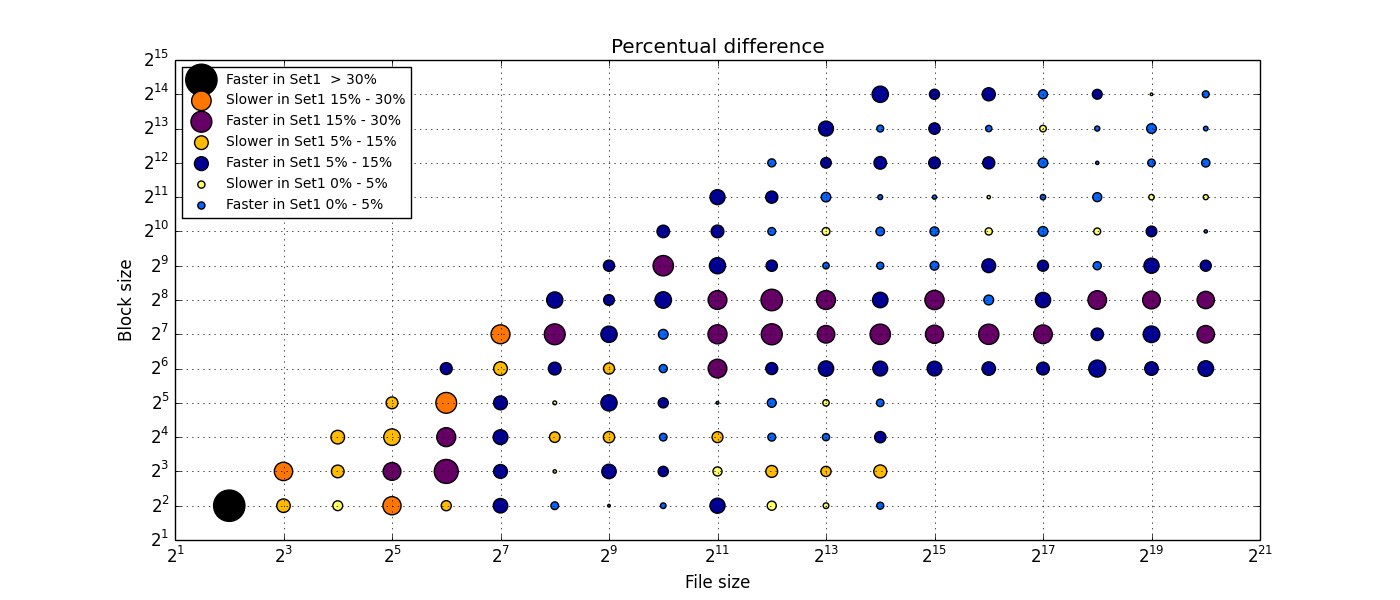 Percentual difference
2^15
2^14
2^13
2^12
2^11
2^10
2^9
2^8
2^7
2^6
2^5
2^4
2^3
2^2
2^1
Block size
Faster in Set1 > 30%
Slower in Set1 15% - 30%
Faster in Set1 15% - 30%
Slower in Set1 5% - 15%
Faster in Set1 5% - 15%
Slower in Set1 0% - 5%
Faster in Set1 0% - 5%
2^1 2^3 2^5 2^7 2^9 2^11 2^13 2^15 2^17 2^19 2^21
File size